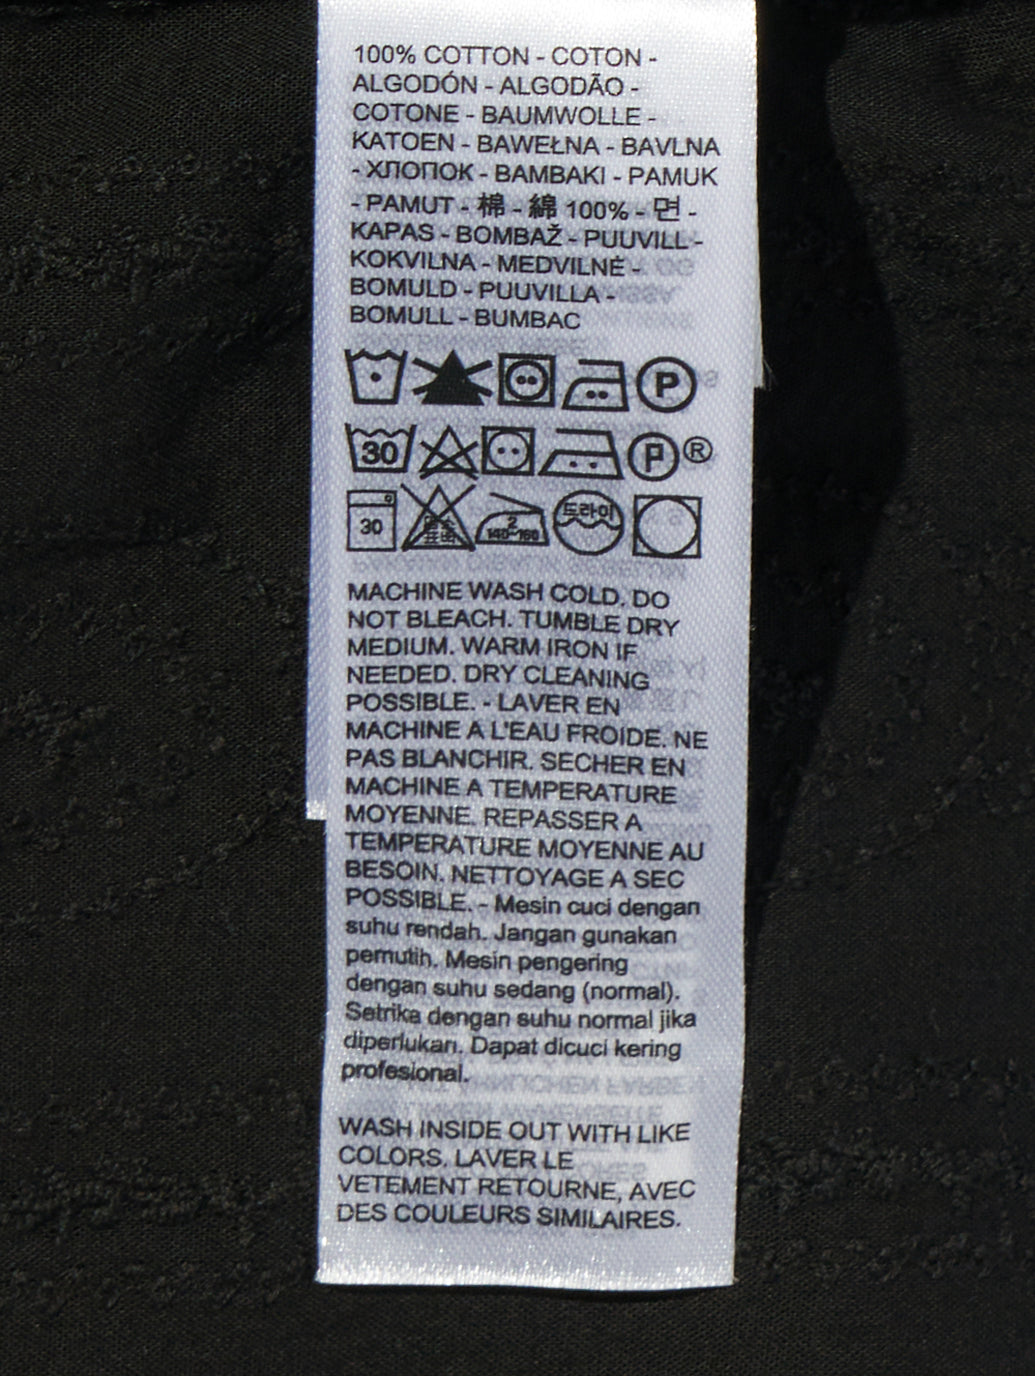 100% COTTON - COTON -
ALGODÓN - ALGODÃO -
COTONE - BAUMWOLLE -
KATOEN - BAWEŁNA - BAVLNA
- ХЛОПОК - BAMBAKI - PAMUK
- PAMUT - 棉 - 綿 100% - 면 -
KAPAS - BOMBAŽ - PUUVILL -
KOKVILNA - MEDVILNĖ -
BOMULD - PUUVILLA -
BOMULL - BUMBAC
P
30 P ®
30 2 140~160 드라이
MACHINE WASH COLD. DO
NOT BLEACH. TUMBLE DRY
MEDIUM. WARM IRON IF
NEEDED. DRY CLEANING
POSSIBLE. - LAVER EN
MACHINE A L'EAU FROIDE. NE
PAS BLANCHIR. SECHER EN
MACHINE A TEMPERATURE
MOYENNE. REPASSER A
TEMPERATURE MOYENNE AU
BESOIN. NETTOYAGE A SEC
POSSIBLE. - Mesin cuci dengan
suhu rendah. Jangan gunakan
pemutih. Mesin pengering
dengan suhu sedang (normal).
Setrika dengan suhu normal jika
diperlukan. Dapat dicuci kering
profesional.
WASH INSIDE OUT WITH LIKE
COLORS. LAVER LE
VETEMENT RETOURNE, AVEC
DES COULEURS SIMILAIRES.